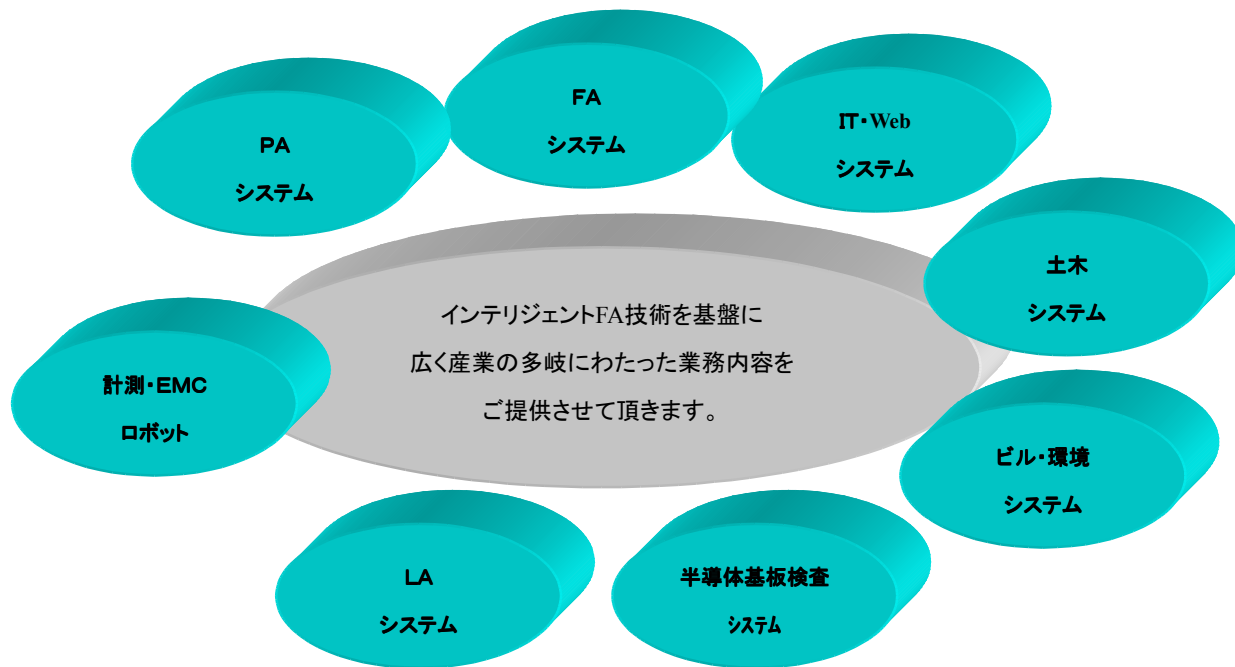 FA
システム
IT・Web
システム
PA
システム
土木
システム
インテリジェントFA技術を基盤に
広く産業の多岐にわたった業務内容を
ご提供させて頂きます。
計測・EMC
ロボット
ビル・環境
システム
LA
システム
半導体基板検査
システム